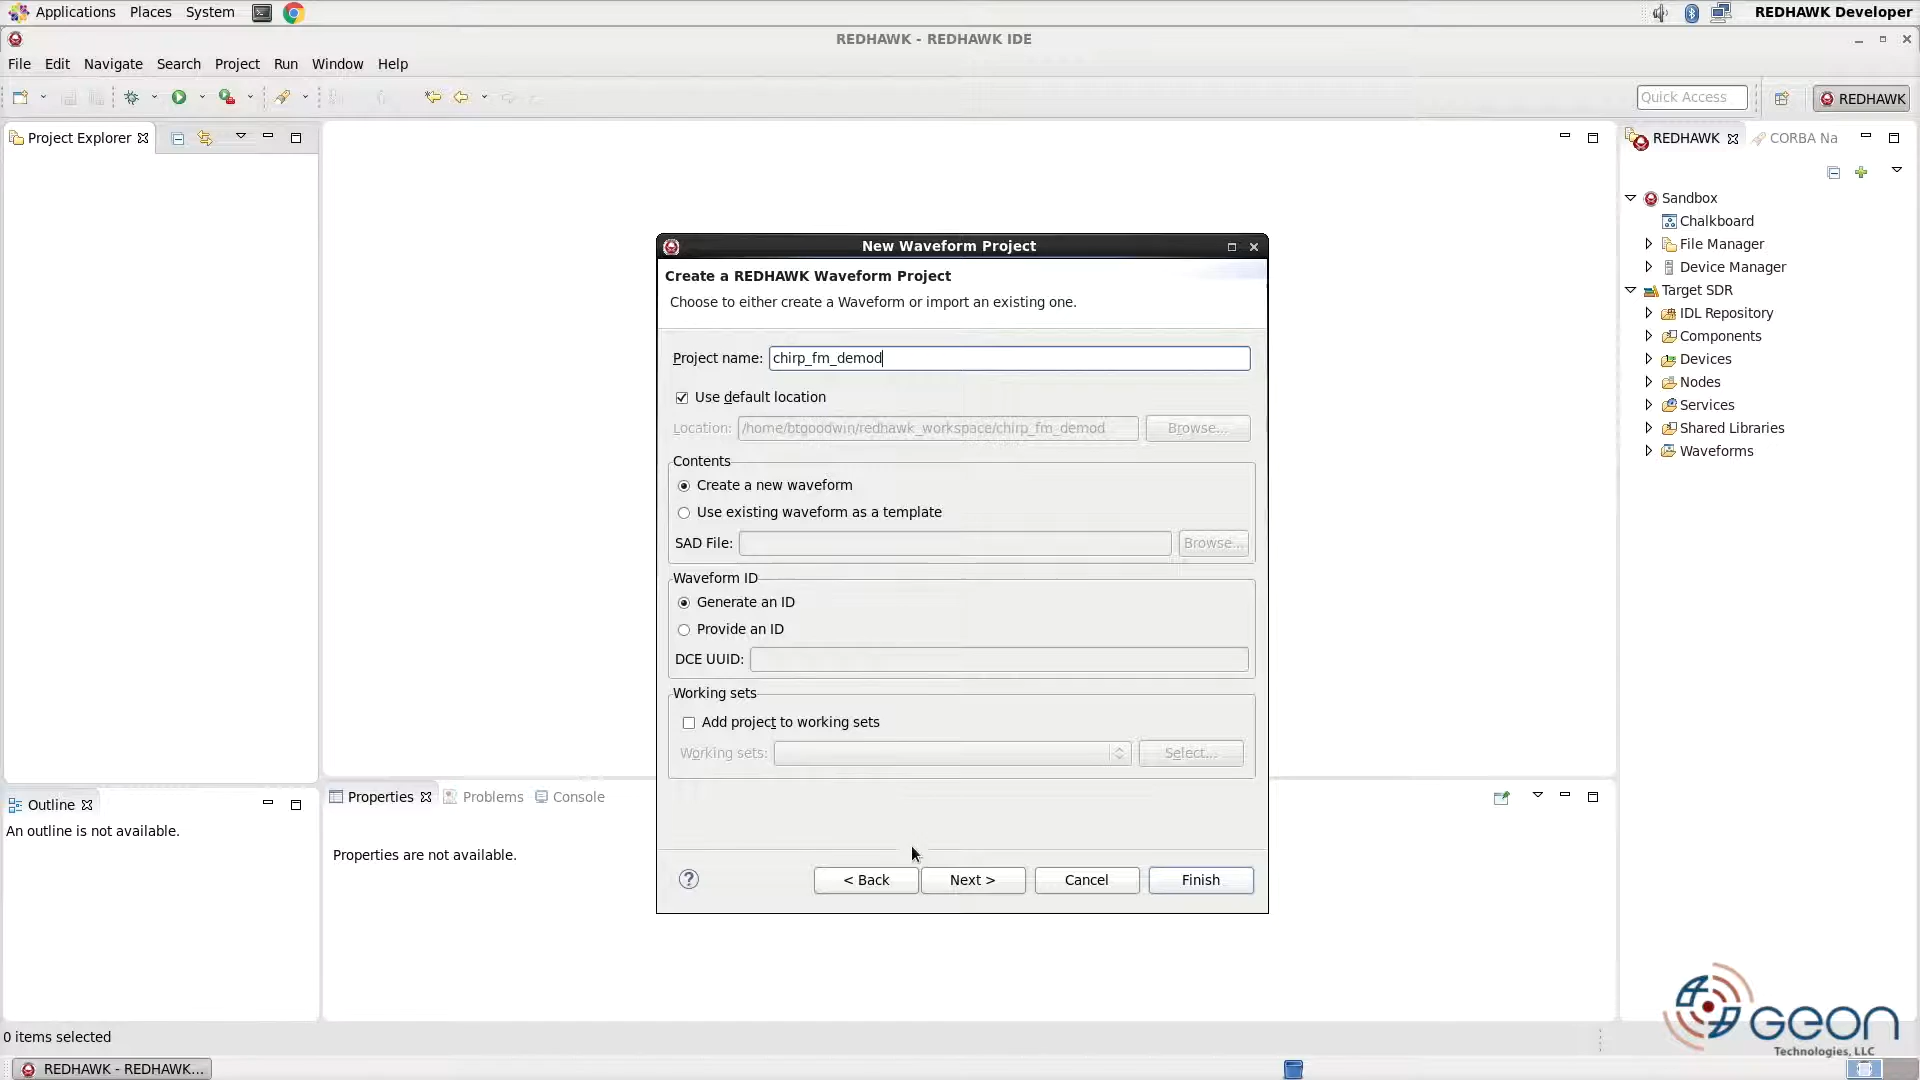 Applications Places System
REDHAWK Developer
REDHAWK - REDHAWK IDE
File Edit Navigate Search Project Run Window Help
Quick Access
REDHAWK
Project Explorer
REDHAWK
CORBA Na
Sandbox
Chalkboard
File Manager
Device Manager
Target SDR
IDL Repository
Components
Devices
Nodes
Services
Shared Libraries
Waveforms
New Waveform Project
Create a REDHAWK Waveform Project
Choose to either create a Waveform or import an existing one.
Project name: chirp_fm_demod
Use default location
Location: /home/btgoodwin/redhawk_workspace/chirp_fm_demod Browse...
Contents
Create a new waveform
Use existing waveform as a template
SAD File: Browse...
Waveform ID
Generate an ID
Provide an ID
DCE UUID:
Working sets
Add project to working sets
Working sets: Select...
? < Back Next > Cancel Finish
Outline
An outline is not available.
Properties Problems Console
Properties are not available.
0 items selected
REDHAWK - REDHAWK...
GEON
Technologies, LLC